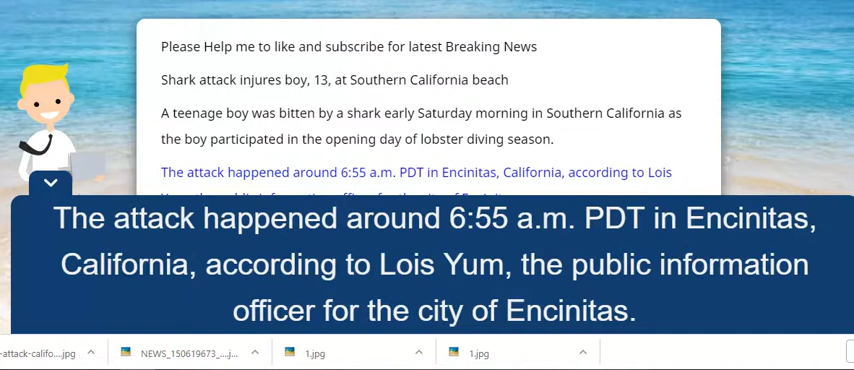 Please Help me to like and subscribe for latest Breaking News
Shark attack injures boy, 13, at Southern California beach
A teenage boy was bitten by a shark early Saturday morning in Southern California as
the boy participated in the opening day of lobster diving season.
The attack happened around 6:55 a.m. PDT in Encinitas, California, according to Lois
The attack happened around 6:55 a.m. PDT in Encinitas,
California, according to Lois Yum, the public information
officer for the city of Encinitas.
-attack-califo....jpg
NEWS_150619673_....j...
1.jpg
1.jpg